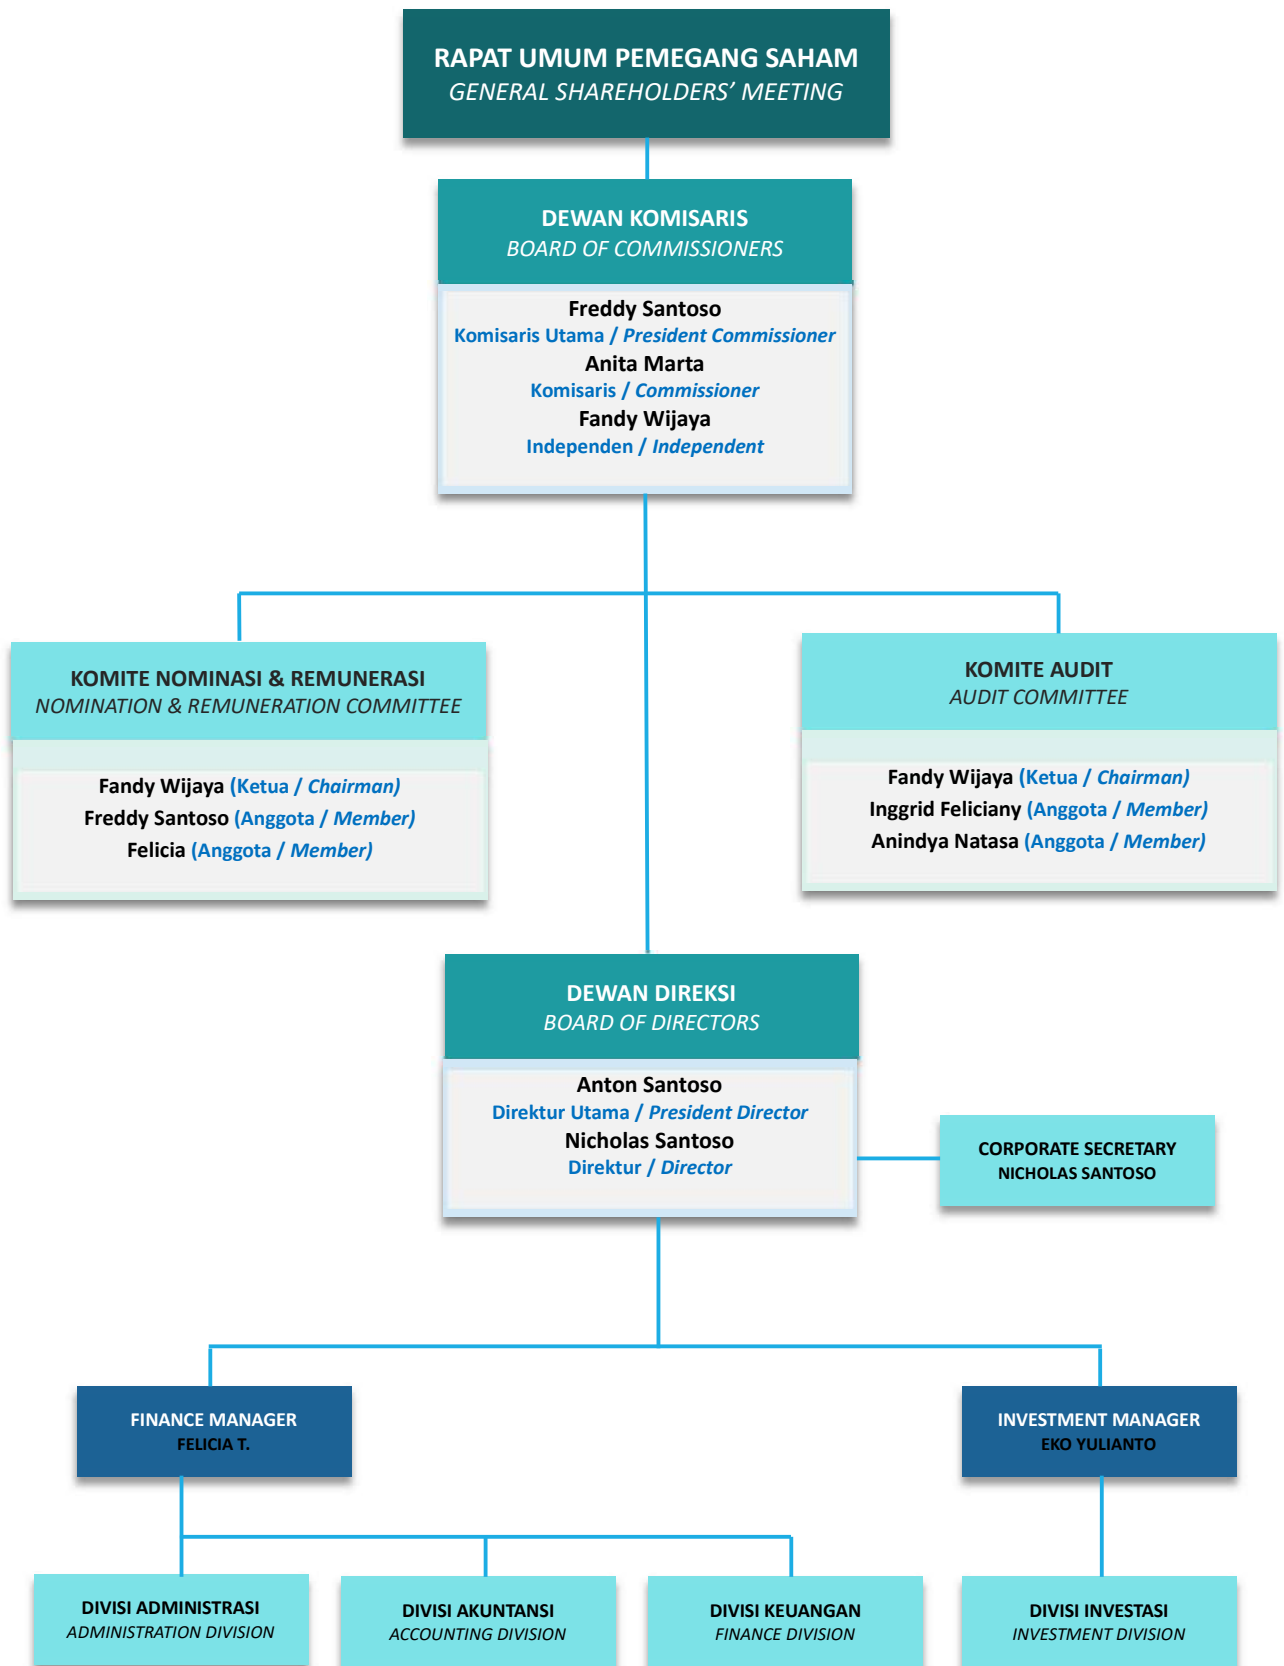 RAPAT UMUM PEMEGANG SAHAM
GENERAL SHAREHOLDERS’ MEETING
DEWAN KOMISARIS
BOARD OF COMMISSIONERS
Freddy Santoso
Komisaris Utama / President Commissioner
Anita Marta
Komisaris / Commissioner
Fandy Wijaya
Independen / Independent
KOMITE NOMINASI & REMUNERASI
NOMINATION & REMUNERATION COMMITTEE
Fandy Wijaya (Ketua / Chairman)
Freddy Santoso (Anggota / Member)
Felicia (Anggota / Member)
KOMITE AUDIT
AUDIT COMMITTEE
Fandy Wijaya (Ketua / Chairman)
Inggrid Feliciany (Anggota / Member)
Anindya Natasa (Anggota / Member)
DEWAN DIREKSI
BOARD OF DIRECTORS
Anton Santoso
Direktur Utama / President Director
Nicholas Santoso
Direktur / Director
CORPORATE SECRETARY
NICHOLAS SANTOSO
FINANCE MANAGER
FELICIA T.
INVESTMENT MANAGER
EKO YULIANTO
DIVISI ADMINISTRASI
ADMINISTRATION DIVISION
DIVISI AKUNTANSI
ACCOUNTING DIVISION
DIVISI KEUANGAN
FINANCE DIVISION
DIVISI INVESTASI
INVESTMENT DIVISION